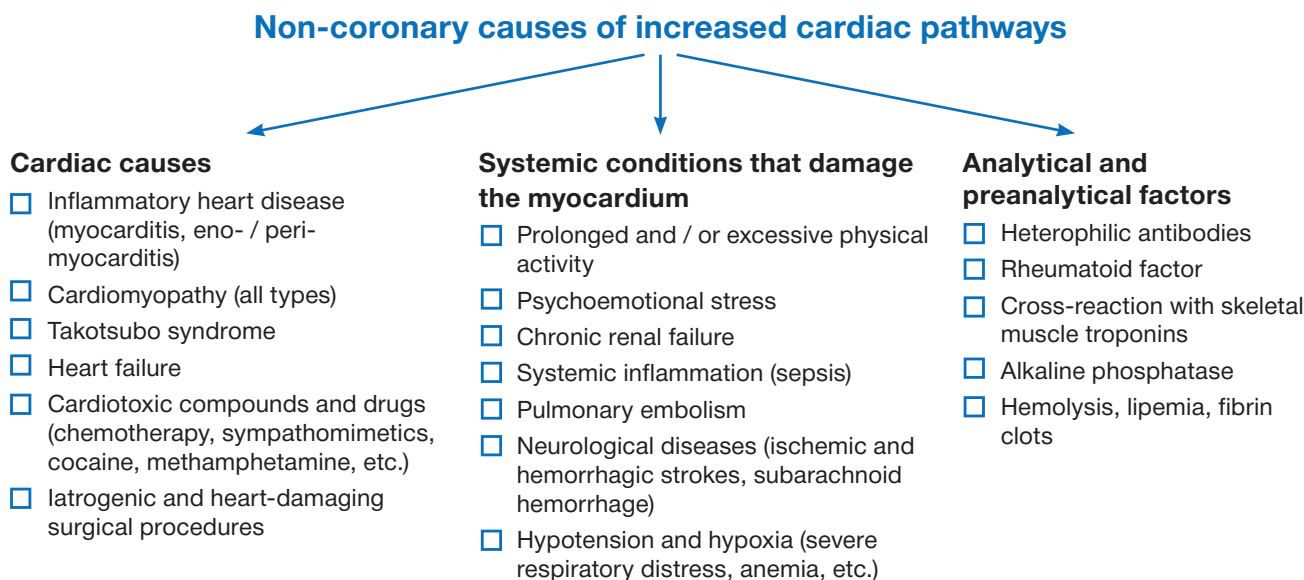 Non-coronary causes of increased cardiac pathways
Cardiac causes
Inflammatory heart disease
(myocarditis, eno- / peri-
myocarditis)
Cardiomyopathy (all types)
Takotsubo syndrome
Heart failure
Cardiotoxic compounds and drugs
(chemotherapy, sympathomimetics,
cocaine, methamphetamine, etc.)
Iatrogenic and heart-damaging
surgical procedures
Systemic conditions that damage
the myocardium
Prolonged and / or excessive physical
activity
Psychoemotional stress
Chronic renal failure
Systemic inflammation (sepsis)
Pulmonary embolism
Neurological diseases (ischemic and
hemorrhagic strokes, subarachnoid
hemorrhage)
Hypotension and hypoxia (severe
respiratory distress, anemia, etc.)
Analytical and
preanalytical factors
Heterophilic antibodies
Rheumatoid factor
Cross-reaction with skeletal
muscle troponins
Alkaline phosphatase
Hemolysis, lipemia, fibrin
clots